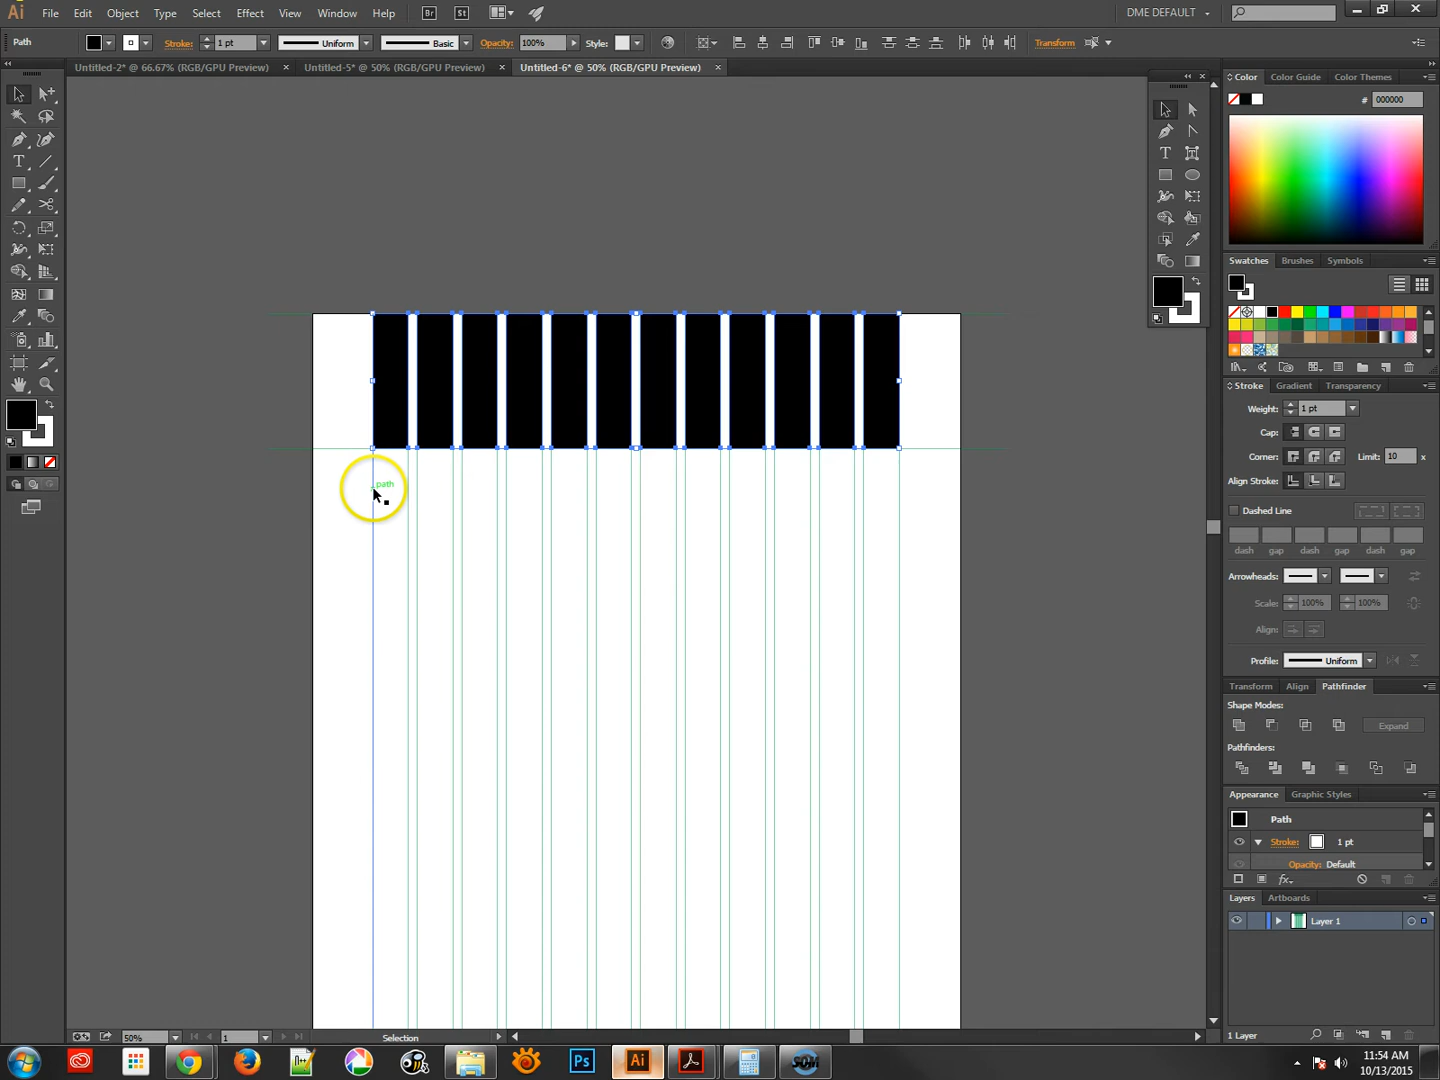 Ai File Edit Object Type Select Effect View Window Help Br St DME DEFAULT
Path Stroke: 1 pt Uniform Basic Opacity: 100% Style: Transform
Untitled-2* @ 66.67% (RGB/GPU Preview) × Untitled-5* @ 50% (RGB/GPU Preview) × Untitled-6* @ 50% (RGB/GPU Preview) ×
Color Color Guide Color Themes
# 000000
Swatches Brushes Symbols
Stroke Gradient Transparency
Weight: 1 pt
Cap:
Corner: Limit: 10 x
Align Stroke:
Dashed Line
dash gap dash gap dash gap
Arrowheads:
Scale: 100% 100%
Align:
Profile: Uniform
Transform Align Pathfinder
Shape Modes:
Expand
Pathfinders:
Appearance Graphic Styles
Path
Stroke: 1 pt
Opacity: Default
fx
Layers Artboards
Layer 1
1 Layer
path
50% 1 Selection
Ps Ai
11:54 AM
10/13/2015